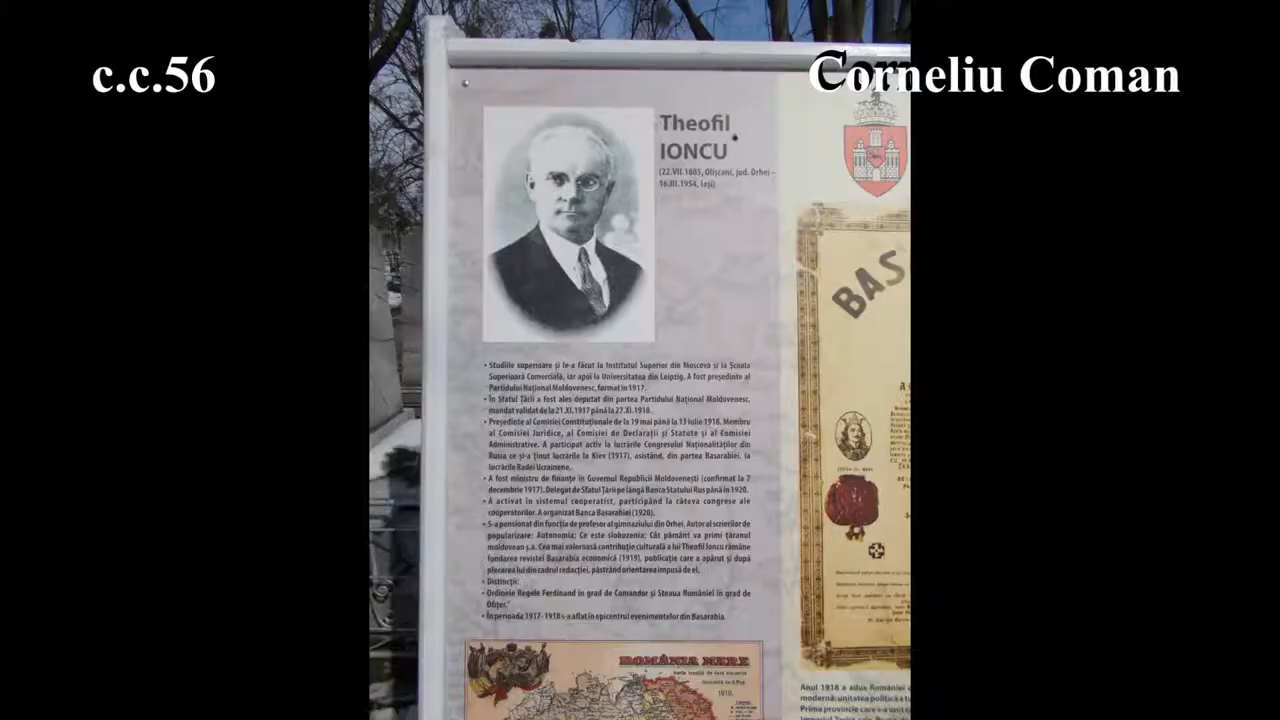 c.c.56
Corneliu Coman
Theofil
IONCU
(22.VII.1885, Olișcani, jud. Orhei –
16.III.1954, Iași)
• Studiile superioare și le-a făcut la Institutul Superior din Moscova și la Școala
Superioară Comercială, iar apoi la Universitatea din Leipzig. A fost președinte al
Partidului Național Moldovenesc, format în 1917.
• În Sfatul Țării a fost ales deputat din partea Partidului Național Moldovenesc,
mandat validat de la 21.XI.1917 până la 27.XI.1918.
• Președinte al Comisiei Constituționale de la 19 mai până la 13 iulie 1918. Membru
al Comisiei Juridice, al Comisiei de Declarații și Statute și al Comisiei
Administrative. A participat activ la lucrările Congresului Naționalităților din
Rusia ce și-a ținut lucrările la Kiev (1917), asistând, din partea Basarabiei, la
lucrările Radei Ucrainene.
• A fost ministru de finanțe în Guvernul Republicii Moldovenești (confirmat la 7
decembrie 1917). Delegat de Sfatul Țării pe lângă Banca Statului Rus până în 1920.
• A activat în sistemul cooperatist, participând la câteva congrese ale
cooperatorilor. A organizat Banca Basarabiei (1920).
• S-a pensionat din funcția de profesor al gimnaziului din Orhei. Autor al scrierilor de
popularizare: Autonomia; Ce este slobozenia; Cât pământ va primi țăranul
moldovean ș.a. Cea mai valeroasă contribuție culturală a lui Theofil Ioncu rămâne
fondarea revistei Basarabia economică (1919), publicație care a apărut și după
plecarea lui din cadrul redacției, păstrând orientarea impusă de el.
• Distincții:
• Ordinele Regele Ferdinand în grad de Comandor și Steaua României în grad de
Ofițer."
• În perioada 1917-1918 s-a aflat în epicentrul evenimentelor din Basarabia.
ROMÂNIA MARE
1919.
BAS
Anul 1918 a adus României
modernă: unitatea politică a
Prima provincie care s-a unit